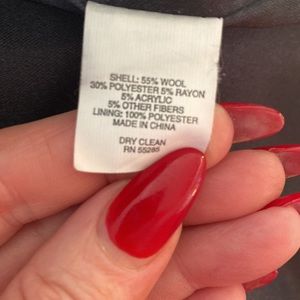 SHELL: 55% WOOL
30% POLYESTER 5% RAYON
5% ACRYLIC
5% OTHER FIBERS
LINING: 100% POLYESTER
MADE IN CHINA
DRY CLEAN
RN 55285